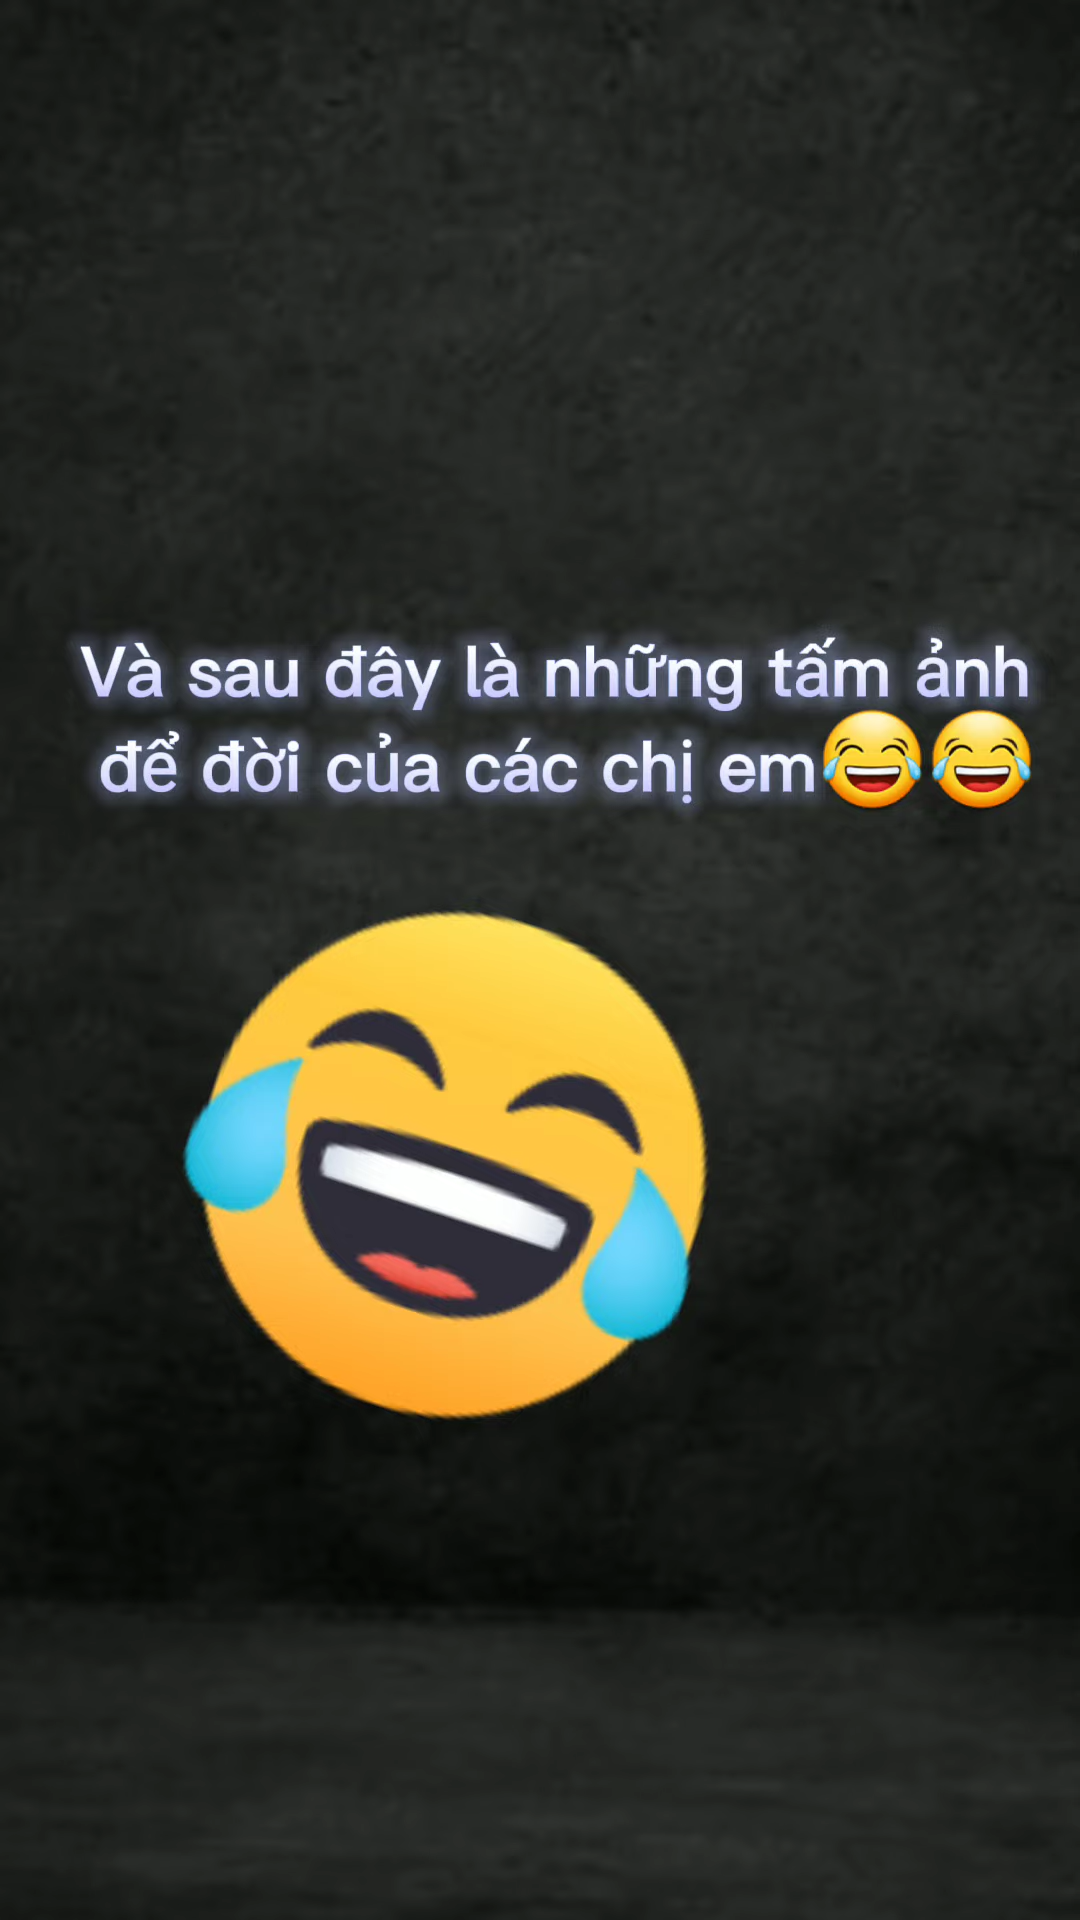 Và sau đây là những tấm ảnh
để đời của các chị em😂😂